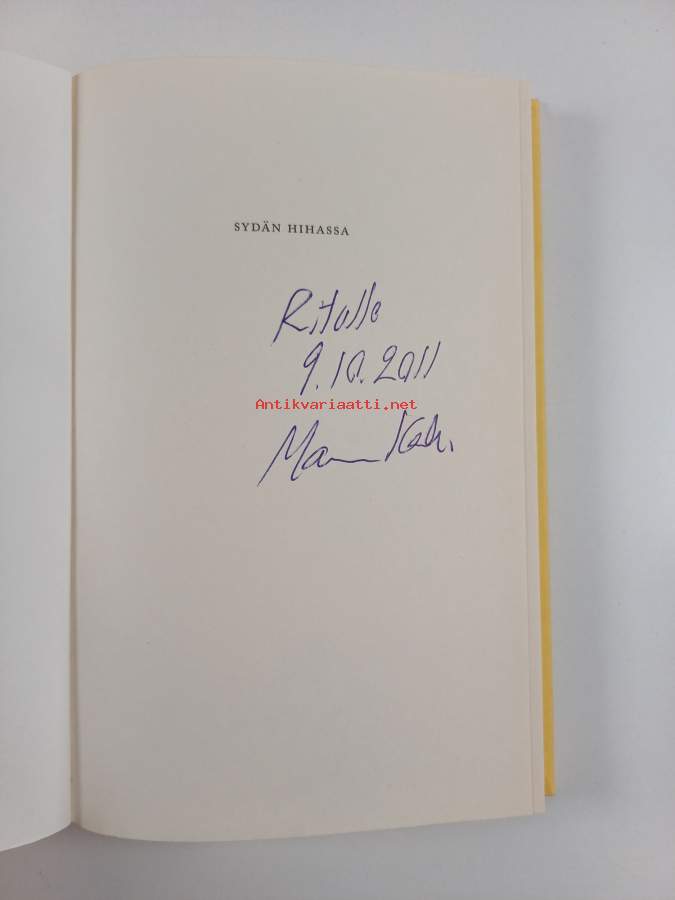 SYDÄN HIHASSA
Ritalle
9.10.2011
Antikvariaatti.net